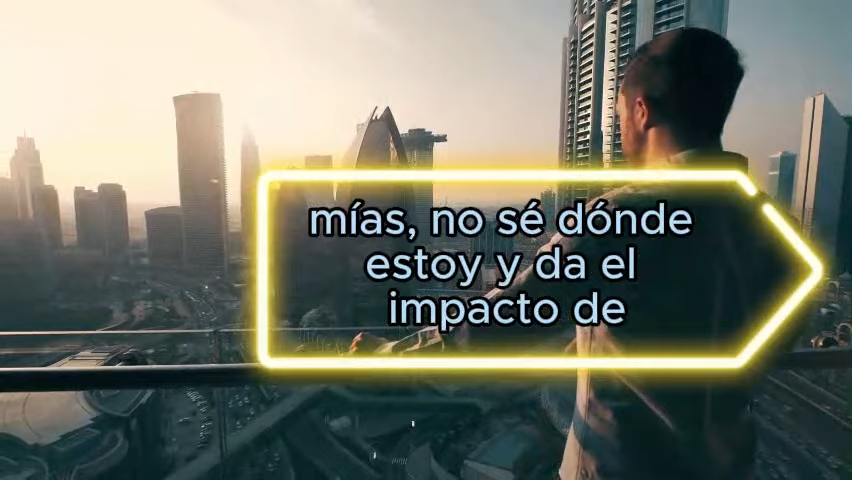 mías, no sé dónde
estoy y da el
impacto de